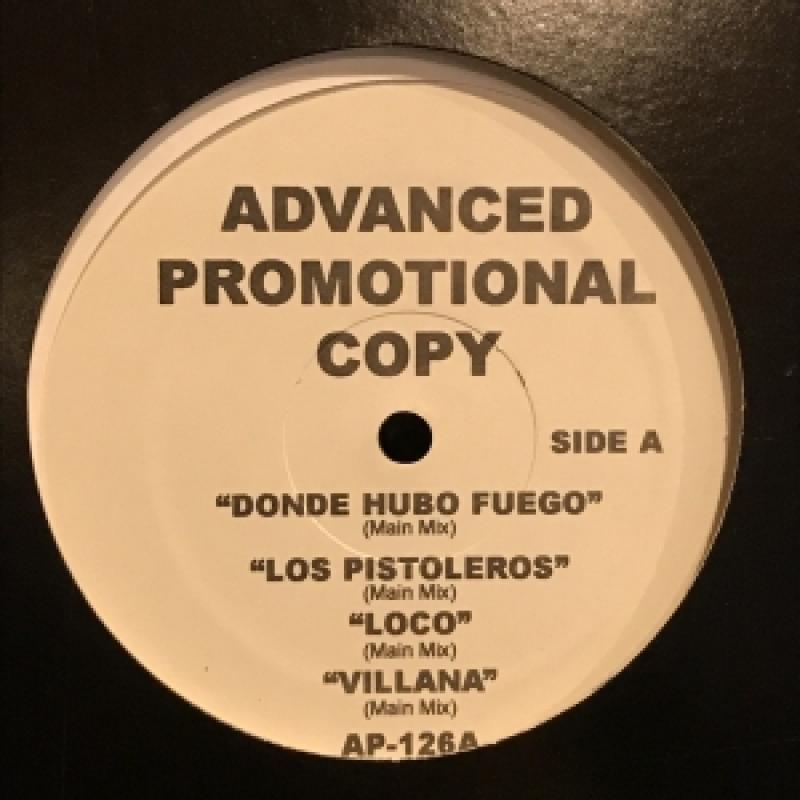 ADVANCED
PROMOTIONAL
COPY
SIDE A
“DONDE HUBO FUEGO”
(Main Mix)
“LOS PISTOLEROS”
(Main Mix)
“LOCO”
(Main Mix)
“VILLANA”
(Main Mix)
AP-126A